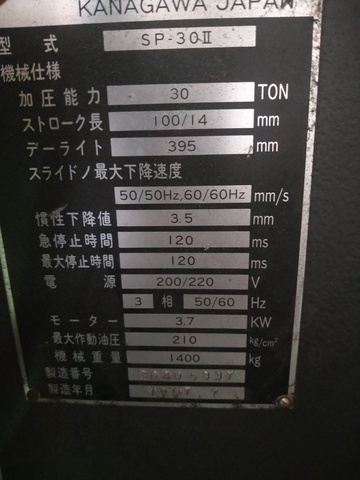 KANAGAWA JAPAN
型式 SP-30Ⅱ
機械仕様
加圧能力 30 TON
ストローク長 100/14 mm
デーライト 395 mm
スライドノ最大下降速度
50/50Hz,60/60Hz mm/s
慣性下降値 3.5 mm
急停止時間 120 ms
最大停止時間 120 ms
電源 200/220 V
3 相 50/60 Hz
モーター 3.7 KW
最大作動油圧 210 kg/cm²
機械重量 1400 kg
製造番号
製造年月